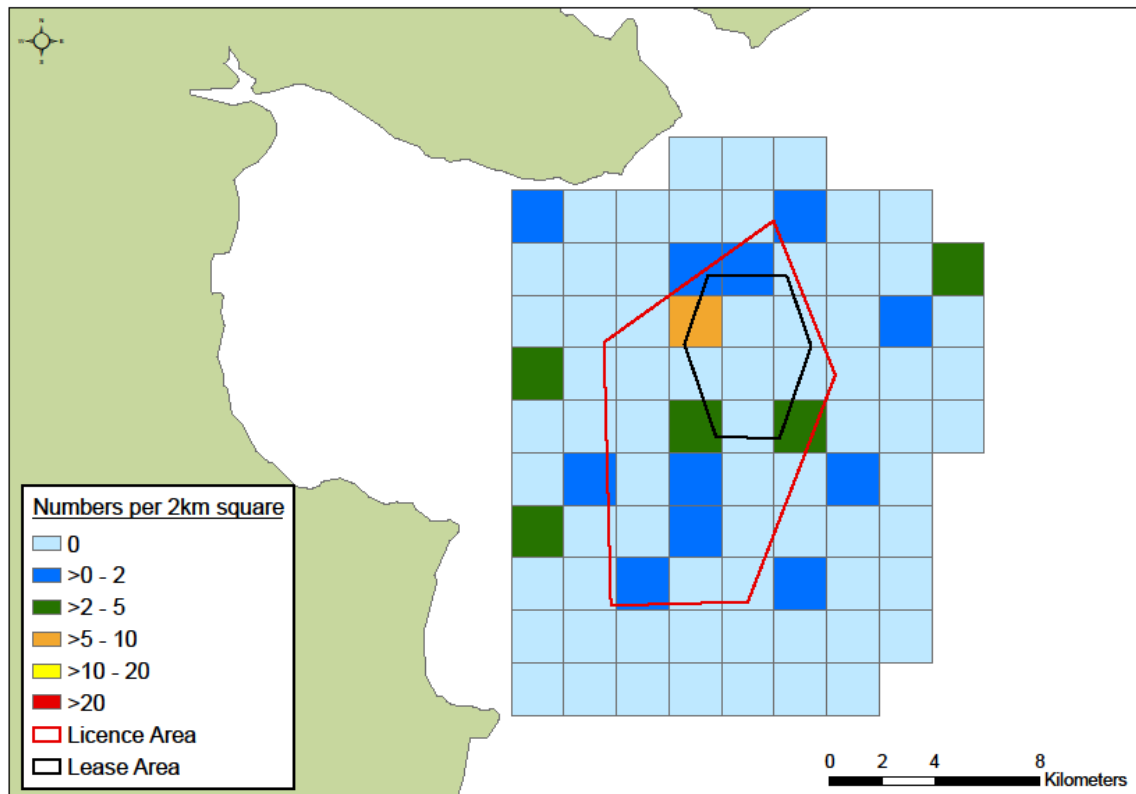 N
W E
S
Numbers per 2km square
0
>0 - 2
>2 - 5
>5 - 10
>10 - 20
>20
Licence Area
Lease Area
0 2 4 8
Kilometers